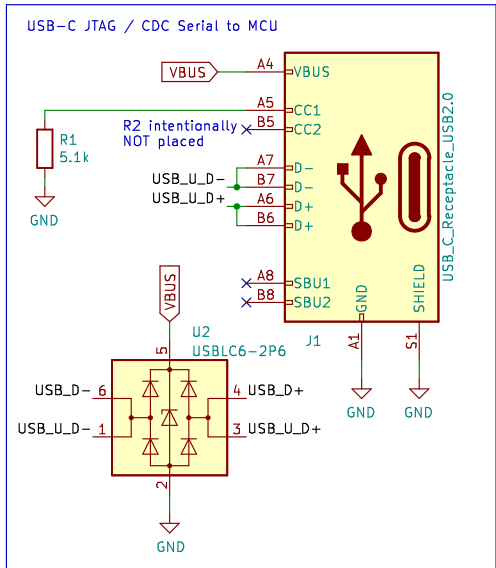 USB-C JTAG / CDC Serial to MCU
VBUS
A4
VBUS
A5
CC1
R2 intentionally
NOT placed
B5
CC2
R1
5.1k
GND
A7
D-
USB_U_D-
B7
D-
USB_U_D+
A6
D+
B6
D+
USB_C_Receptacle_USB2.0
A8
SBU1
B8
SBU2
GND
SHIELD
J1
A1
S1
GND
GND
VBUS
U2
USBLC6-2P6
5
USB_D-
6
4
USB_D+
USB_U_D-
1
3
USB_U_D+
2
GND